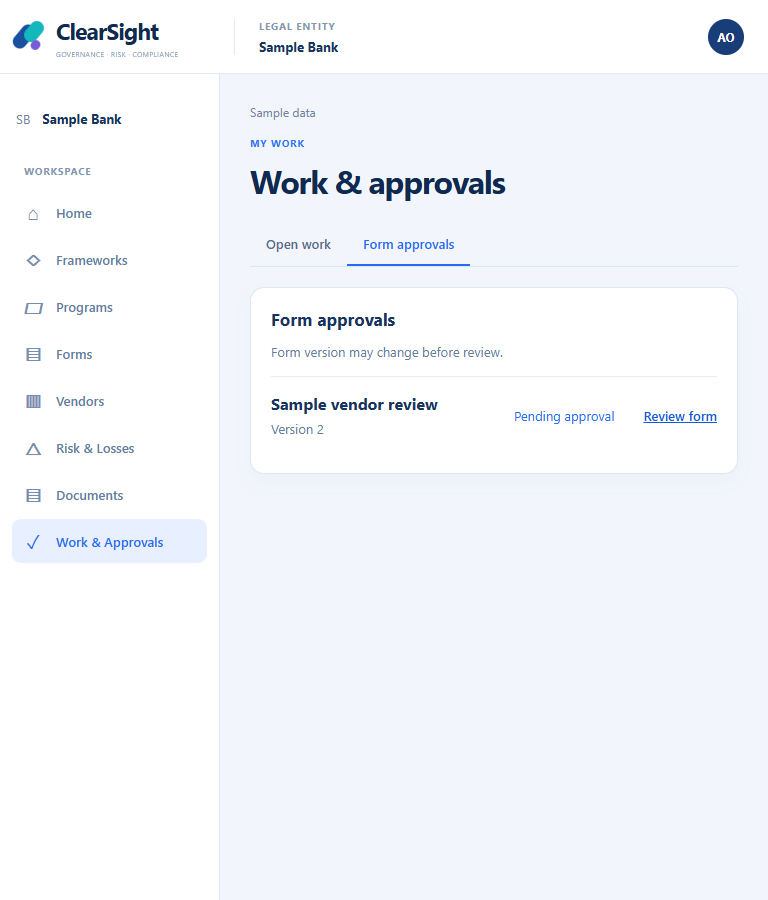 ClearSight
GOVERNANCE · RISK · COMPLIANCE
LEGAL ENTITY
Sample Bank
AO
SB Sample Bank
WORKSPACE
Home
Frameworks
Programs
Forms
Vendors
Risk & Losses
Documents
Work & Approvals
Sample data
MY WORK
Work & approvals
Open work Form approvals
Form approvals
Form version may change before review.
Sample vendor review
Version 2
Pending approval Review form